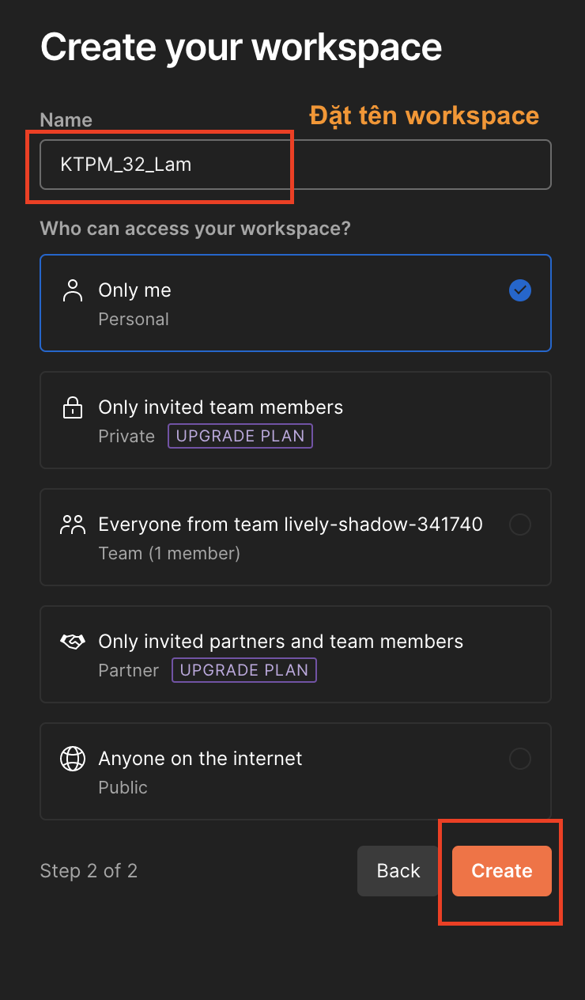 Create your workspace
Name
Đặt tên workspace
KTPM_32_Lam
Who can access your workspace?
Only me
Personal
Only invited team members
Private UPGRADE PLAN
Everyone from team lively-shadow-341740
Team (1 member)
Only invited partners and team members
Partner UPGRADE PLAN
Anyone on the internet
Public
Step 2 of 2 Back Create